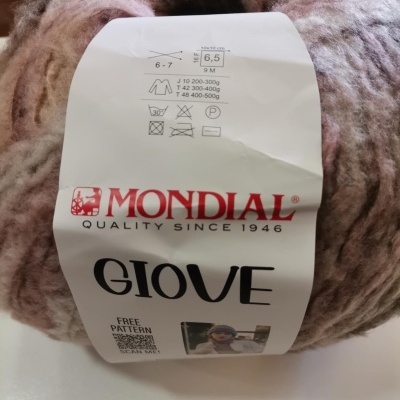 6 - 7
6,5
9 M
J 10 200-300g
T 42 300-400g
T 48 400-500g
30°
P
MONDIAL®
QUALITY SINCE 1946
GIOVE
FREE
PATTERN
SCAN ME!